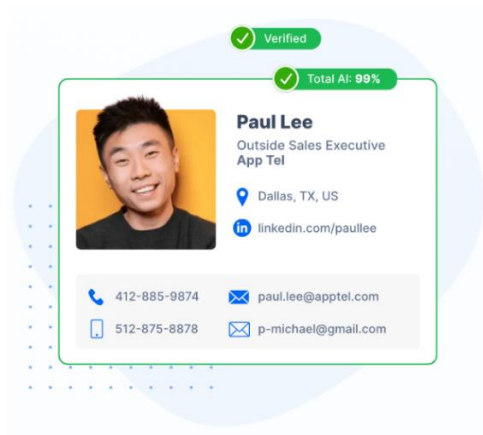 Verified
Total AI: 99%
Paul Lee
Outside Sales Executive
App Tel
Dallas, TX, US
in linkedin.com/paullee
412-885-9874 paul.lee@apptel.com
512-875-8878 p-michael@gmail.com